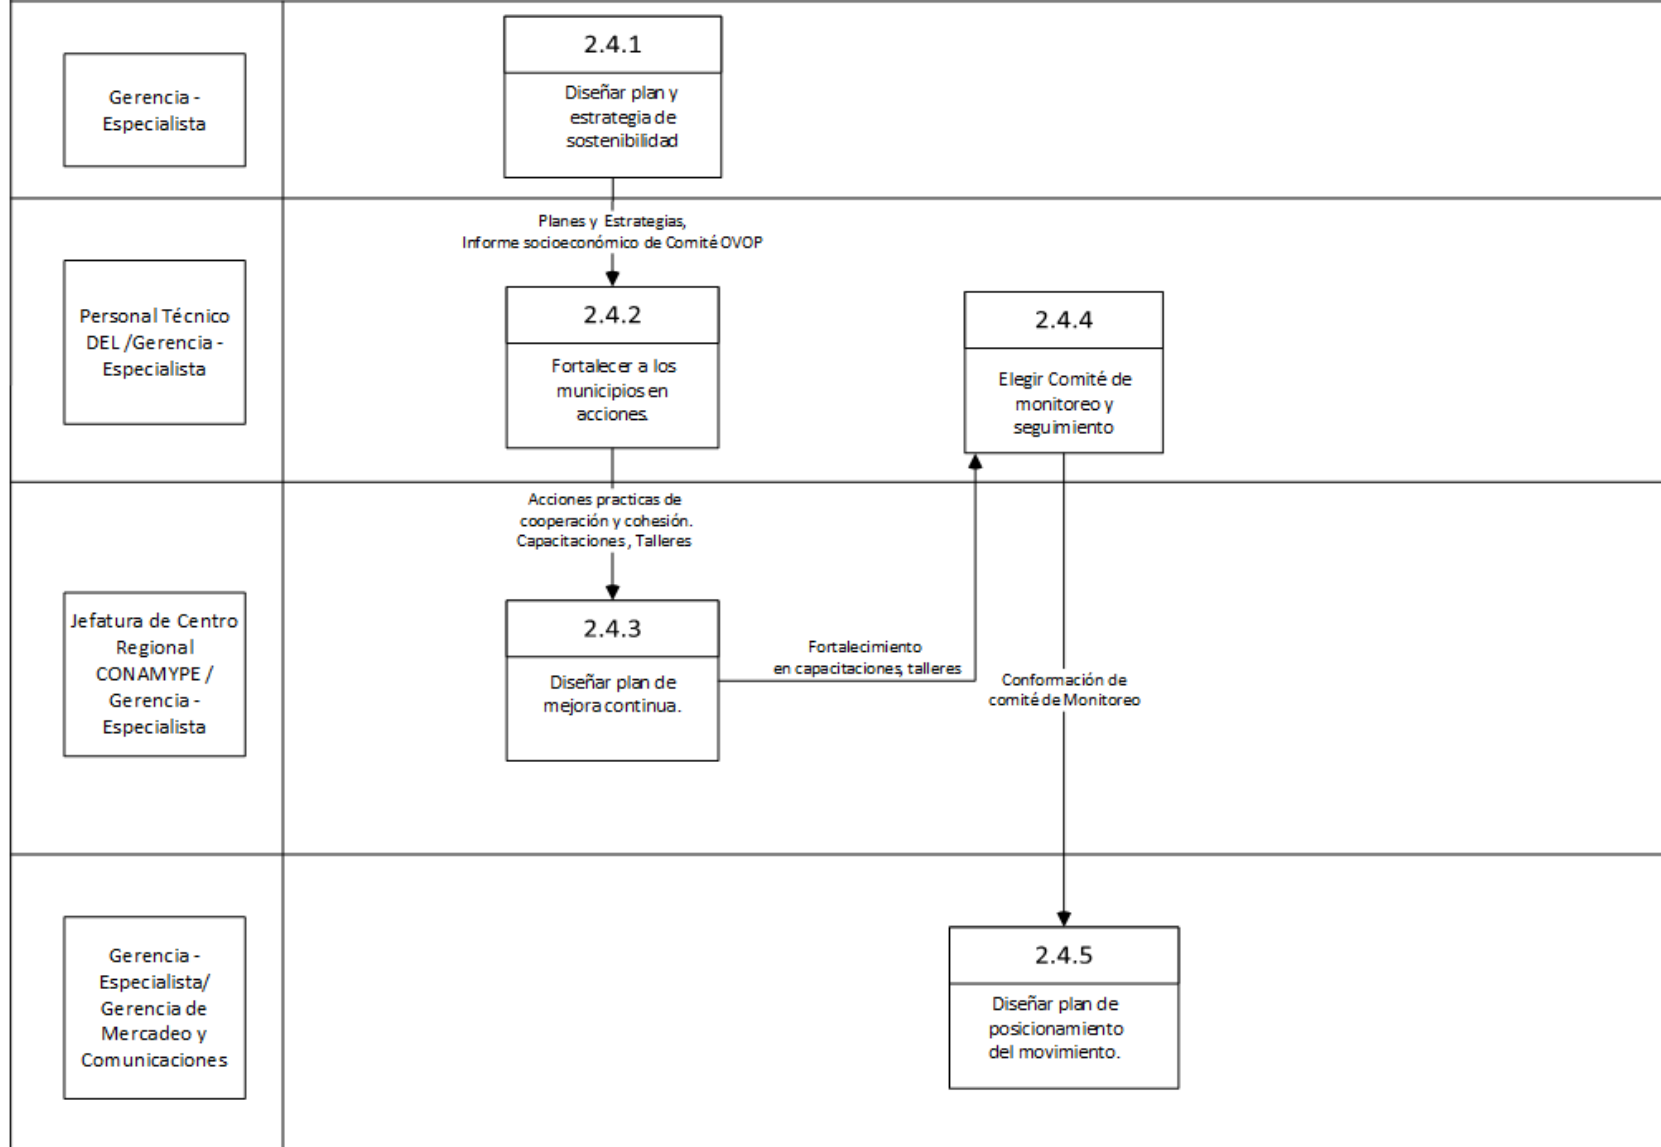 Gerencia -
Especialista
2.4.1
Diseñar plan y
estrategia de
sostenibilidad
Planes y Estrategias,
Informe socioeconómico de Comité OVOP
Personal Técnico
DEL /Gerencia -
Especialista
2.4.2
Fortalecer a los
municipios en
acciones.
2.4.4
Elegir Comité de
monitoreo y
seguimiento
Acciones practicas de
cooperación y cohesión.
Capacitaciones , Talleres
Jefatura de Centro
Regional
CONAMYPE /
Gerencia -
Especialista
2.4.3
Diseñar plan de
mejora continua.
Fortalecimiento
en capacitaciones, talleres
Conformación de
comité de Monitoreo
Gerencia -
Especialista/
Gerencia de
Mercadeo y
Comunicaciones
2.4.5
Diseñar plan de
posicionamiento
del movimiento.